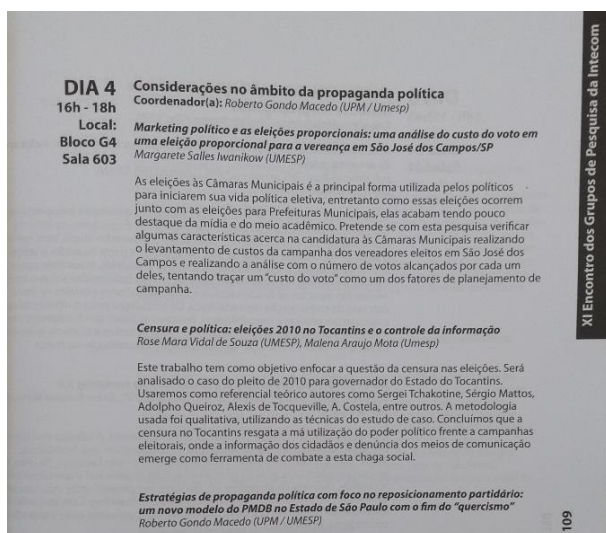 DIA 4
16h - 18h
Local:
Bloco G4
Sala 603
Considerações no âmbito da propaganda política
Coordenador(a): Roberto Gondo Macedo (UPM / Umesp)
Marketing político e as eleições proporcionais: uma análise do custo do voto em
uma eleição proporcional para a vereança em São José dos Campos/SP
Margarete Salles Iwanikow (UMESP)
As eleições às Câmaras Municipais é a principal forma utilizada pelos políticos
para iniciarem sua vida política eletiva, entretanto como essas eleições ocorrem
junto com as eleições para Prefeituras Municipais, elas acabam tendo pouco
destaque da mídia e do meio acadêmico. Pretende se com esta pesquisa verificar
algumas características acerca na candidatura às Câmaras Municipais realizando
o levantamento de custos da campanha dos vereadores eleitos em São José dos
Campos e realizando a análise com o número de votos alcançados por cada um
deles, tentando traçar um "custo do voto" como um dos fatores de planejamento de
campanha.
Censura e política: eleições 2010 no Tocantins e o controle da informação
Rose Mara Vidal de Souza (UMESP), Malena Araujo Mota (Umesp)
Este trabalho tem como objetivo enfocar a questão da censura nas eleições. Será
analisado o caso do pleito de 2010 para governador do Estado do Tocantins.
Usaremos como referencial teórico autores como Sergei Tchakotine, Sérgio Mattos,
Adolpho Queiroz, Alexis de Tocqueville, A. Costela, entre outros. A metodologia
usada foi qualitativa, utilizando as técnicas do estudo de caso. Concluímos que a
censura no Tocantins resgata a má utilização do poder político frente a campanhas
eleitorais, onde a informação dos cidadãos e denúncia dos meios de comunicação
emerge como ferramenta de combate a esta chaga social.
Estratégias de propaganda política com foco no reposicionamento partidário:
um novo modelo do PMDB no Estado de São Paulo com o fim do "quercismo"
Roberto Gondo Macedo (UPM / UMESP)
XI Encontro dos Grupos de Pesquisa da Intecom
109